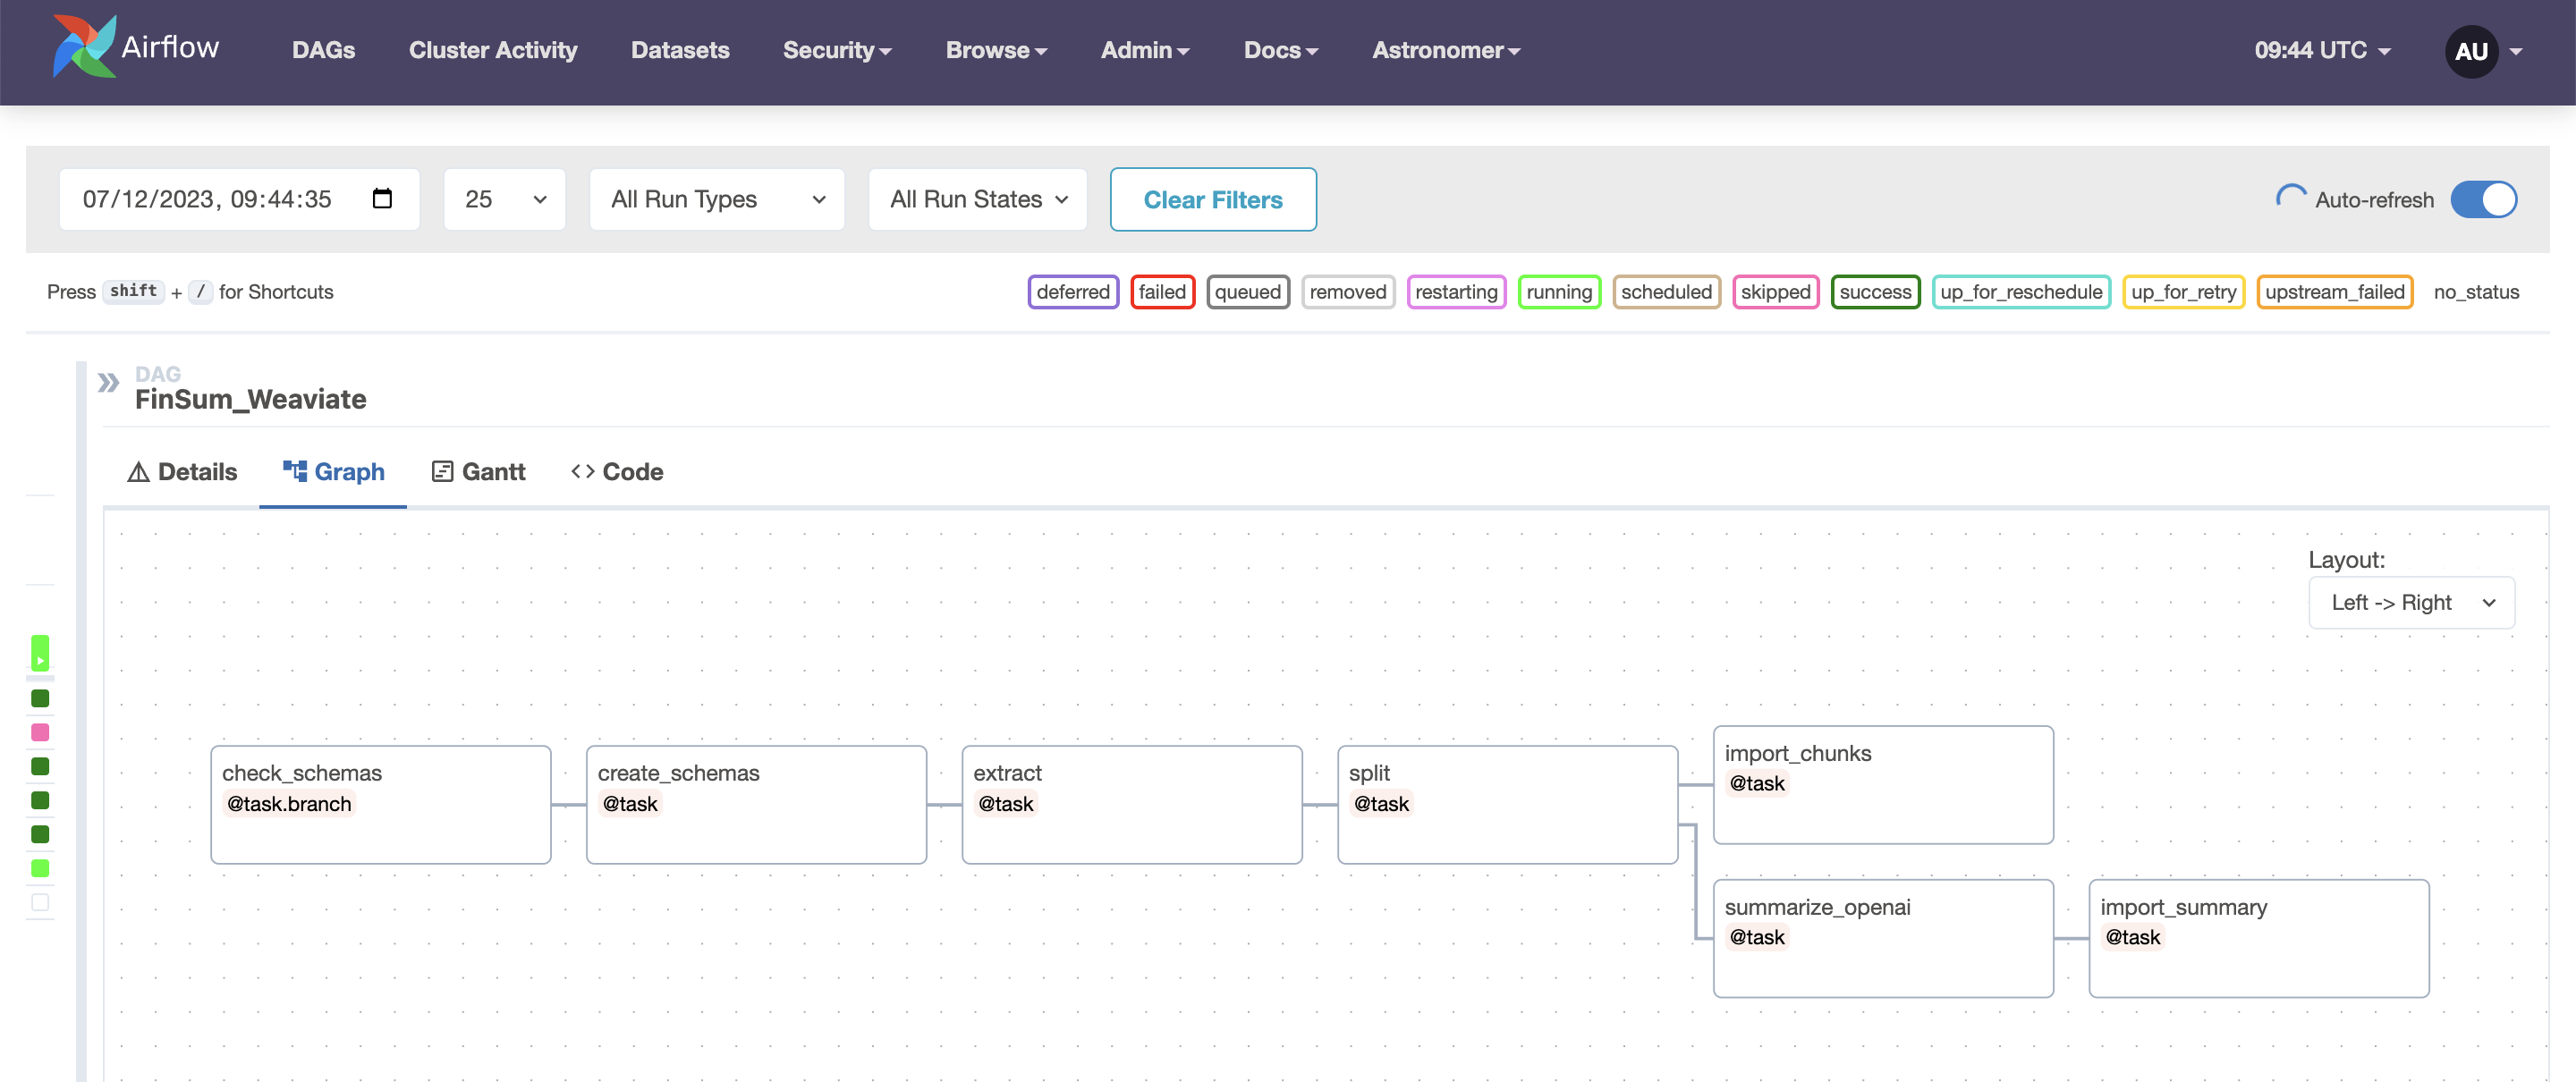 Airflow DAGs Cluster Activity Datasets Security Browse Admin Docs Astronomer 09:44 UTC AU
07/12/2023, 09:44:35 25 All Run Types All Run States Clear Filters Auto-refresh
Press shift + / for Shortcuts deferred failed queued removed restarting running scheduled skipped success up_for_reschedule up_for_retry upstream_failed no_status
DAG
FinSum_Weaviate
Details Graph Gantt Code
Layout:
Left -> Right
check_schemas
@task.branch
create_schemas
@task
extract
@task
split
@task
import_chunks
@task
summarize_openai
@task
import_summary
@task